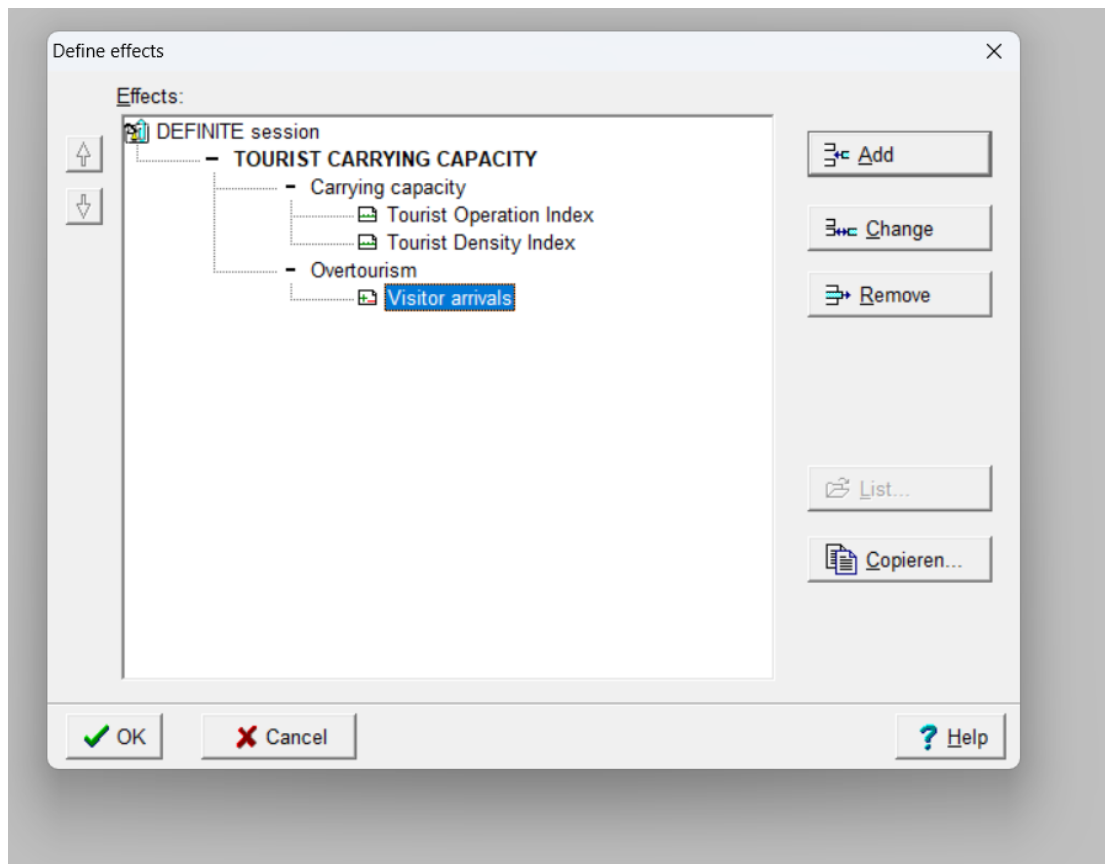 Define effects
Effects:
DEFINITE session
TOURIST CARRYING CAPACITY
Carrying capacity
Tourist Operation Index
Tourist Density Index
Overtourism
Visitor arrivals
Add
Change
Remove
List...
Copieren...
OK
Cancel
Help